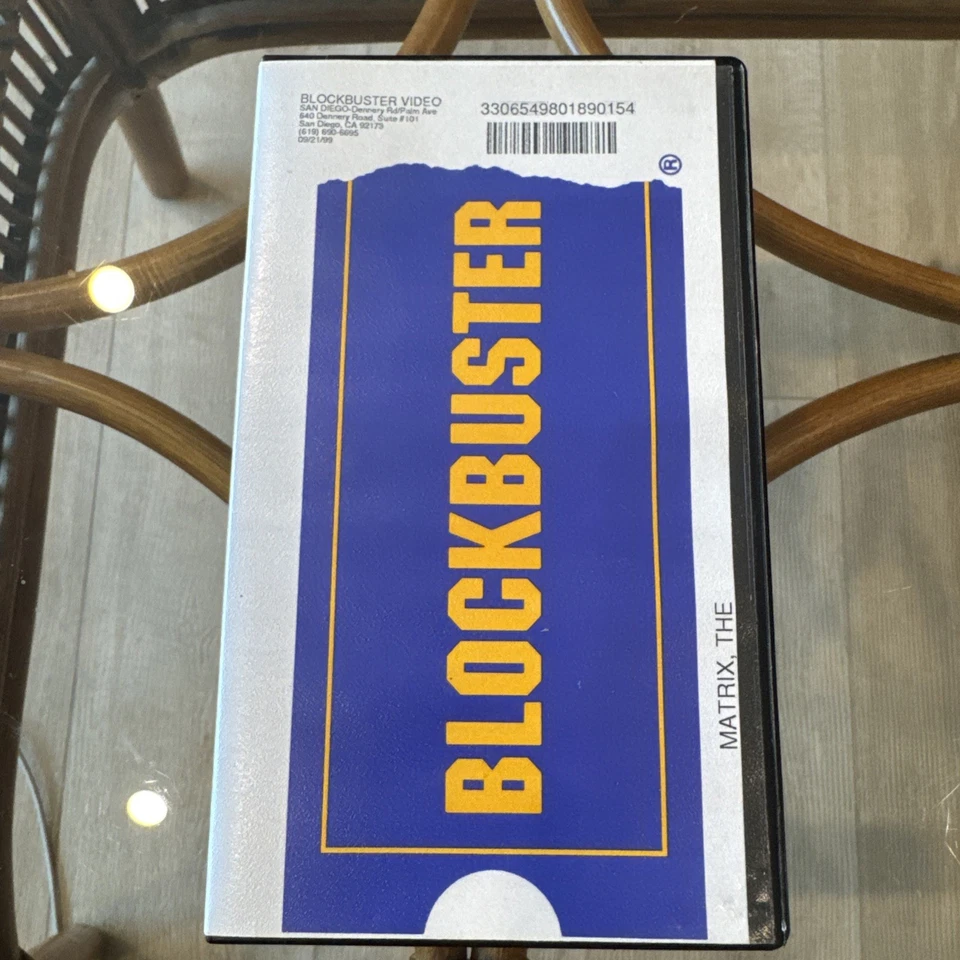 BLOCKBUSTER VIDEO
SAN DIEGO-Dennery Rd/Palm Ave
640 Dennery Road, Suite #101
San Diego, CA 92173
(619) 690-6695
09/21/99
3306549801890154
BLOCKBUSTER
®
MATRIX, THE